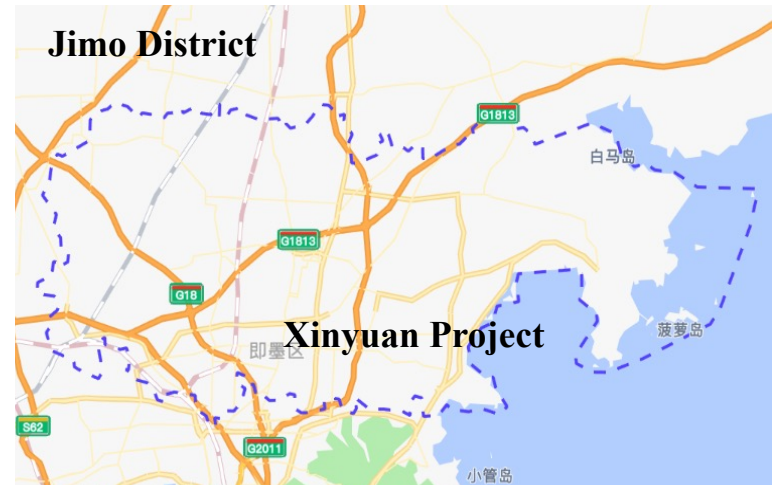 Jimo District
G1813
白马岛
G1813
G18
菠萝岛
Xinyuan Project
即墨区
S62
G2011
小管岛